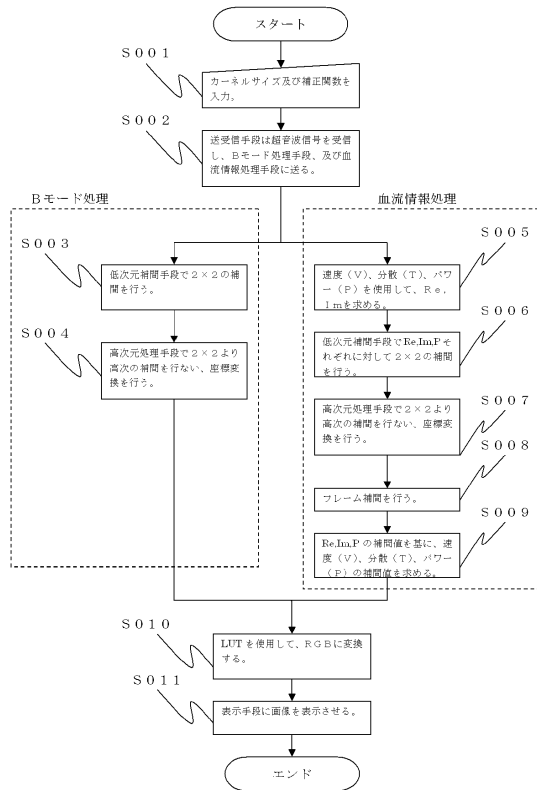 スタート
S001
カーネルサイズ及び補正関数を
入力。
S002
送受信手段は超音波信号を受信
し、Bモード処理手段、及び血
流情報処理手段に送る。
Bモード処理
S003
低次元補間手段で2×2の補
間を行う。
S004
高次元処理手段で2×2より
高次の補間を行ない、座標変
換を行う。
血流情報処理
S005
速度(V)、分散(T)、パワ
ー(P)を使用して、Re,
Imを求める。
S006
低次元補間手段でRe,Im,Pそ
れぞれに対して2×2の補間
を行う。
S007
高次元処理手段で2×2より
高次の補間を行ない、座標変
換を行う。
S008
フレーム補間を行う。
S009
Re,Im,Pの補間値を基に、速
度(V)、分散(T)、パワー
(P)の補間値を求める。
S010
LUTを使用して、RGBに変換
する。
S011
表示手段に画像を表示させる。
エンド